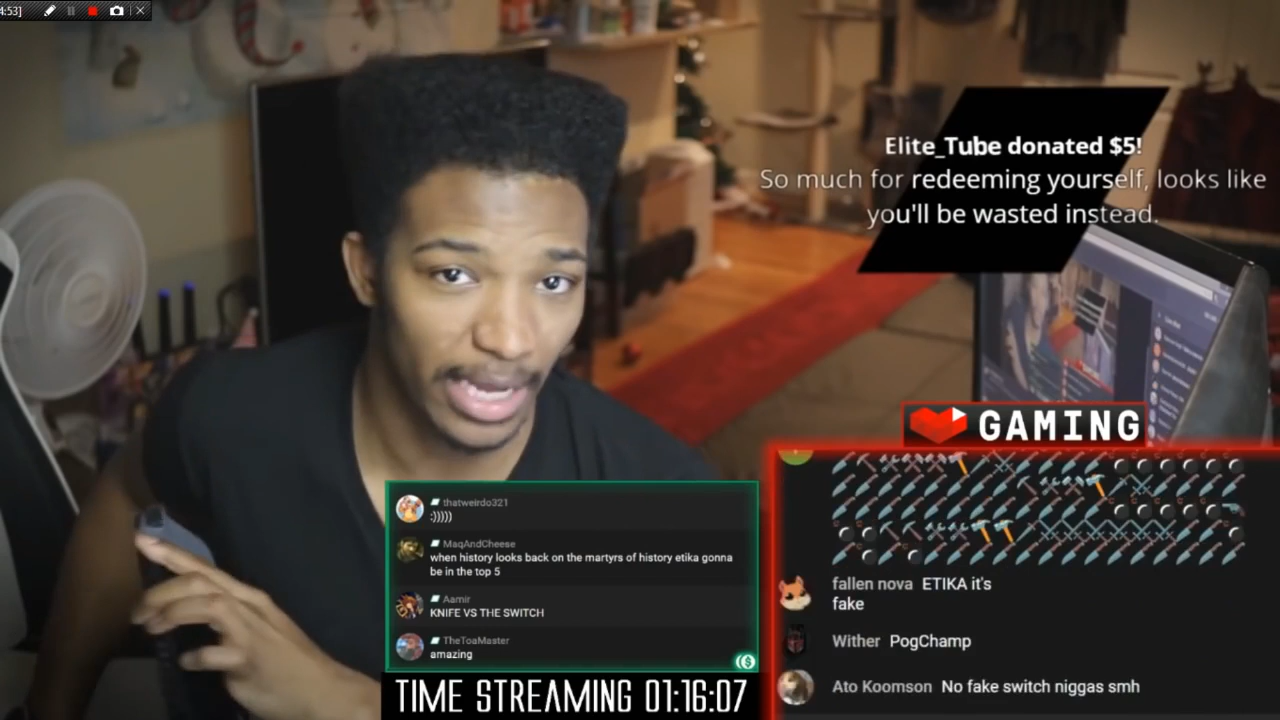 4:53]
Elite_Tube donated $5!
So much for redeeming yourself, looks like
you'll be wasted instead.
GAMING
thatweirdo321
:)))))
MaqAndCheese
when history looks back on the martyrs of history etika gonna
be in the top 5
Aamir
KNIFE VS THE SWITCH
TheToaMaster
amazing
TIME STREAMING 01:16:07
fallen nova ETIKA it's
fake
Wither PogChamp
Ato Koomson No fake switch niggas smh